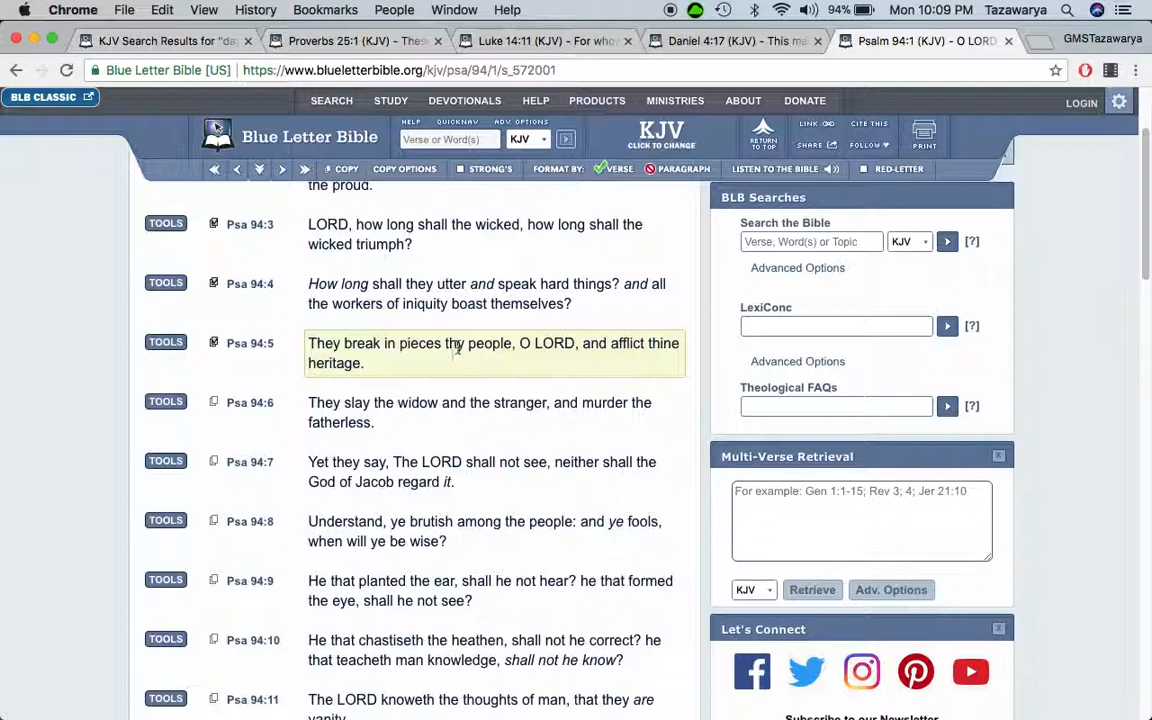 Chrome File Edit View History Bookmarks People Window Help 94% Mon 10:09 PM Tazawarya
KJV Search Results for "da Proverbs 25:1 (KJV) - Thes Luke 14:11 (KJV) - For who Daniel 4:17 (KJV) - This ma Psalm 94:1 (KJV) - O LORD GMSTazawarya
Blue Letter Bible [US] https://www.blueletterbible.org/kjv/psa/94/1/s_572001
BLB CLASSIC SEARCH STUDY DEVOTIONALS HELP PRODUCTS MINISTRIES ABOUT DONATE LOGIN
HELP QUICKNAV ADV. OPTIONS LINK CITE THIS
Blue Letter Bible Verse or Word(s) KJV KJV CLICK TO CHANGE RETURN TO TOP SHARE FOLLOW PRINT
COPY COPY OPTIONS STRONG'S FORMAT BY: VERSE PARAGRAPH LISTEN TO THE BIBLE RED-LETTER
the proud.
TOOLS Psa 94:3 LORD, how long shall the wicked, how long shall the
wicked triumph?
TOOLS Psa 94:4 How long shall they utter and speak hard things? and all
the workers of iniquity boast themselves?
TOOLS Psa 94:5 They break in pieces thy people, O LORD, and afflict thine
heritage.
TOOLS Psa 94:6 They slay the widow and the stranger, and murder the
fatherless.
TOOLS Psa 94:7 Yet they say, The LORD shall not see, neither shall the
God of Jacob regard it.
TOOLS Psa 94:8 Understand, ye brutish among the people: and ye fools,
when will ye be wise?
TOOLS Psa 94:9 He that planted the ear, shall he not hear? he that formed
the eye, shall he not see?
TOOLS Psa 94:10 He that chastiseth the heathen, shall not he correct? he
that teacheth man knowledge, shall not he know?
TOOLS Psa 94:11 The LORD knoweth the thoughts of man, that they are
vanity.
BLB Searches
Search the Bible
Verse, Word(s) or Topic KJV [?]
Advanced Options
LexiConc
[?]
Advanced Options
Theological FAQs
[?]
Multi-Verse Retrieval
For example: Gen 1:1-15; Rev 3; 4; Jer 21:10
KJV Retrieve Adv. Options
Let's Connect
Subscribe to our Newsletter